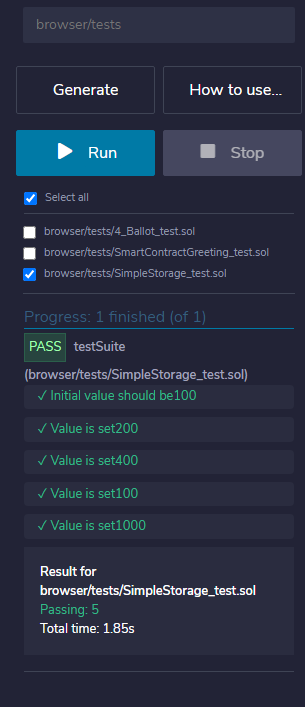 browser/tests
Generate
How to use...
Run
Stop
Select all
browser/tests/4_Ballot_test.sol
browser/tests/SmartContractGreeting_test.sol
browser/tests/SimpleStorage_test.sol
Progress: 1 finished (of 1)
PASS testSuite
(browser/tests/SimpleStorage_test.sol)
✓ Initial value should be100
✓ Value is set200
✓ Value is set400
✓ Value is set100
✓ Value is set1000
Result for
browser/tests/SimpleStorage_test.sol
Passing: 5
Total time: 1.85s